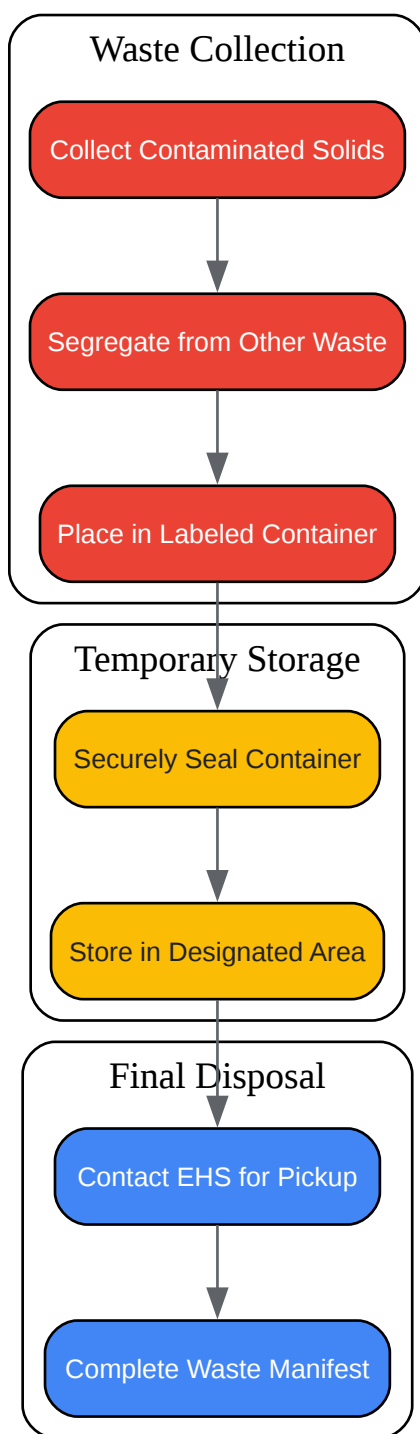 Waste Collection
Collect Contaminated Solids
Segregate from Other Waste
Place in Labeled Container
Temporary Storage
Securely Seal Container
Store in Designated Area
Final Disposal
Contact EHS for Pickup
Complete Waste Manifest